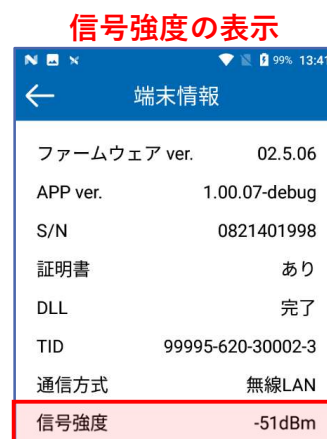 信号強度の表示
99% 13:41
端末情報
ファームウェア ver. 02.5.06
APP ver. 1.00.07-debug
S/N 0821401998
証明書 あり
DLL 完了
TID 99995-620-30002-3
通信方式 無線LAN
信号強度 -51dBm